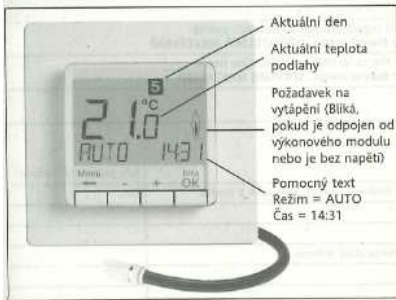 Aktuální den
Aktuální teplota
podlahy
Požadavek na
vytápění (Bliká,
pokud je odpojen od
výkonového modulu
nebo je bez napětí)
Pomocný text
Režim = AUTO
Čas = 14:31
5
21.0 °C
AUTO 14:31
Menu Info
← - + OK